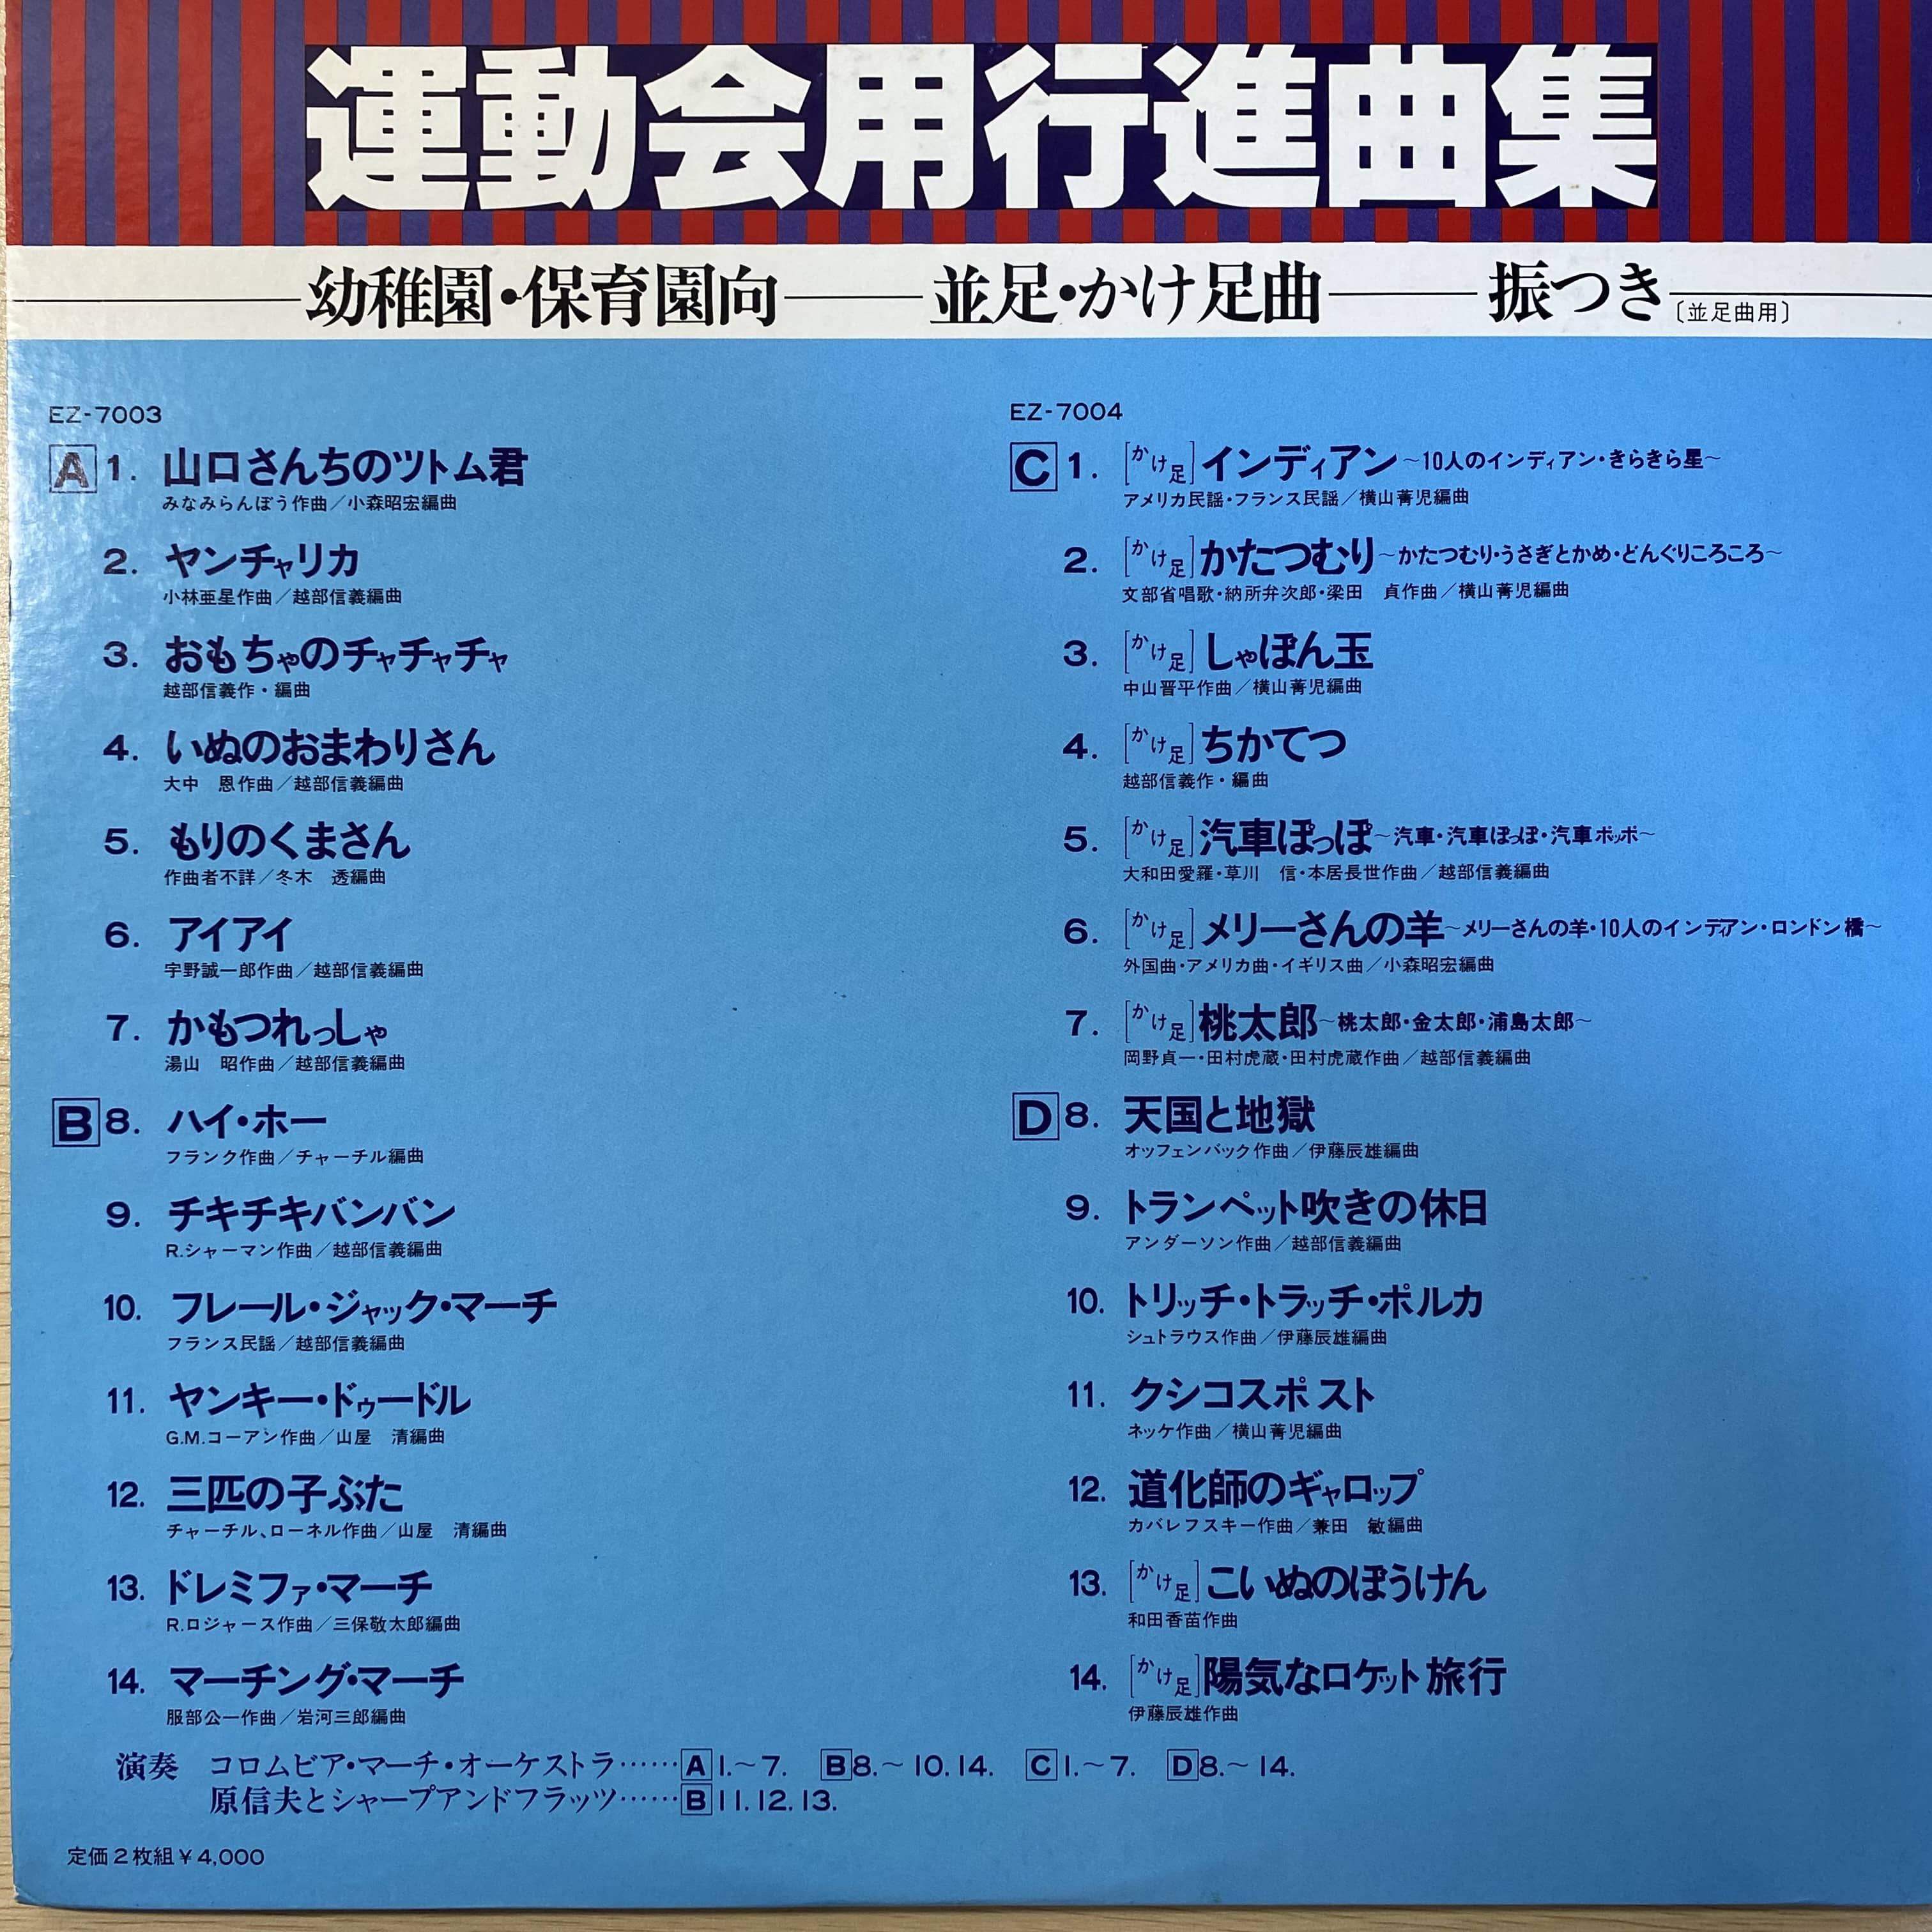 運動会用行進曲集
幼稚園・保育園向 並足・かけ足曲 振つき〔並足曲用〕
EZ-7003
A 1. 山口さんちのツトム君
みなみらんぼう作曲／小森昭宏編曲
2. ヤンチャリカ
小林亜星作曲／越部信義編曲
3. おもちゃのチャチャチャ
越部信義作・編曲
4. いぬのおまわりさん
大中 恩作曲／越部信義編曲
5. もりのくまさん
作曲者不詳／冬木 透編曲
6. アイアイ
宇野誠一郎作曲／越部信義編曲
7. かもつれっしゃ
湯山 昭作曲／越部信義編曲
B 8. ハイ・ホー
フランク作曲／チャーチル編曲
9. チキチキバンバン
R.シャーマン作曲／越部信義編曲
10. フレール・ジャック・マーチ
フランス民謡／越部信義編曲
11. ヤンキー・ドゥードル
G.M.コーアン作曲／山屋 清編曲
12. 三匹の子ぶた
チャーチル、ローネル作曲／山屋 清編曲
13. ドレミファ・マーチ
R.ロジャース作曲／三保敬太郎編曲
14. マーチング・マーチ
服部公一作曲／岩河三郎編曲
EZ-7004
C 1. [かけ足]インディアン〜10人のインディアン・きらきら星〜
アメリカ民謡・フランス民謡／横山菁児編曲
2. [かけ足]かたつむり〜かたつむり・うさぎとかめ・どんぐりころころ〜
文部省唱歌・納所弁次郎・梁田 貞作曲／横山菁児編曲
3. [かけ足]しゃぼん玉
中山晋平作曲／横山菁児編曲
4. [かけ足]ちかてつ
越部信義作・編曲
5. [かけ足]汽車ぽっぽ〜汽車・汽車ぽっぽ・汽車ポッポ〜
大和田愛羅・草川 信・本居長世作曲／越部信義編曲
6. [かけ足]メリーさんの羊〜メリーさんの羊・10人のインディアン・ロンドン橋〜
外国曲・アメリカ曲・イギリス曲／小森昭宏編曲
7. [かけ足]桃太郎〜桃太郎・金太郎・浦島太郎〜
岡野貞一・田村虎蔵・田村虎蔵作曲／越部信義編曲
D 8. 天国と地獄
オッフェンバック作曲／伊藤辰雄編曲
9. トランペット吹きの休日
アンダーソン作曲／越部信義編曲
10. トリッチ・トラッチ・ポルカ
シュトラウス作曲／伊藤辰雄編曲
11. クシコスポスト
ネッケ作曲／横山菁児編曲
12. 道化師のギャロップ
カバレフスキー作曲／兼田 敏編曲
13. [かけ足]こいぬのぼうけん
和田香苗作曲
14. [かけ足]陽気なロケット旅行
伊藤辰雄作曲
演奏 コロムビア・マーチ・オーケストラ……A1.〜7. B8.〜10.14. C1.〜7. D8.〜14.
原信夫とシャープアンドフラッツ……B11.12.13.
定価2枚組¥4,000